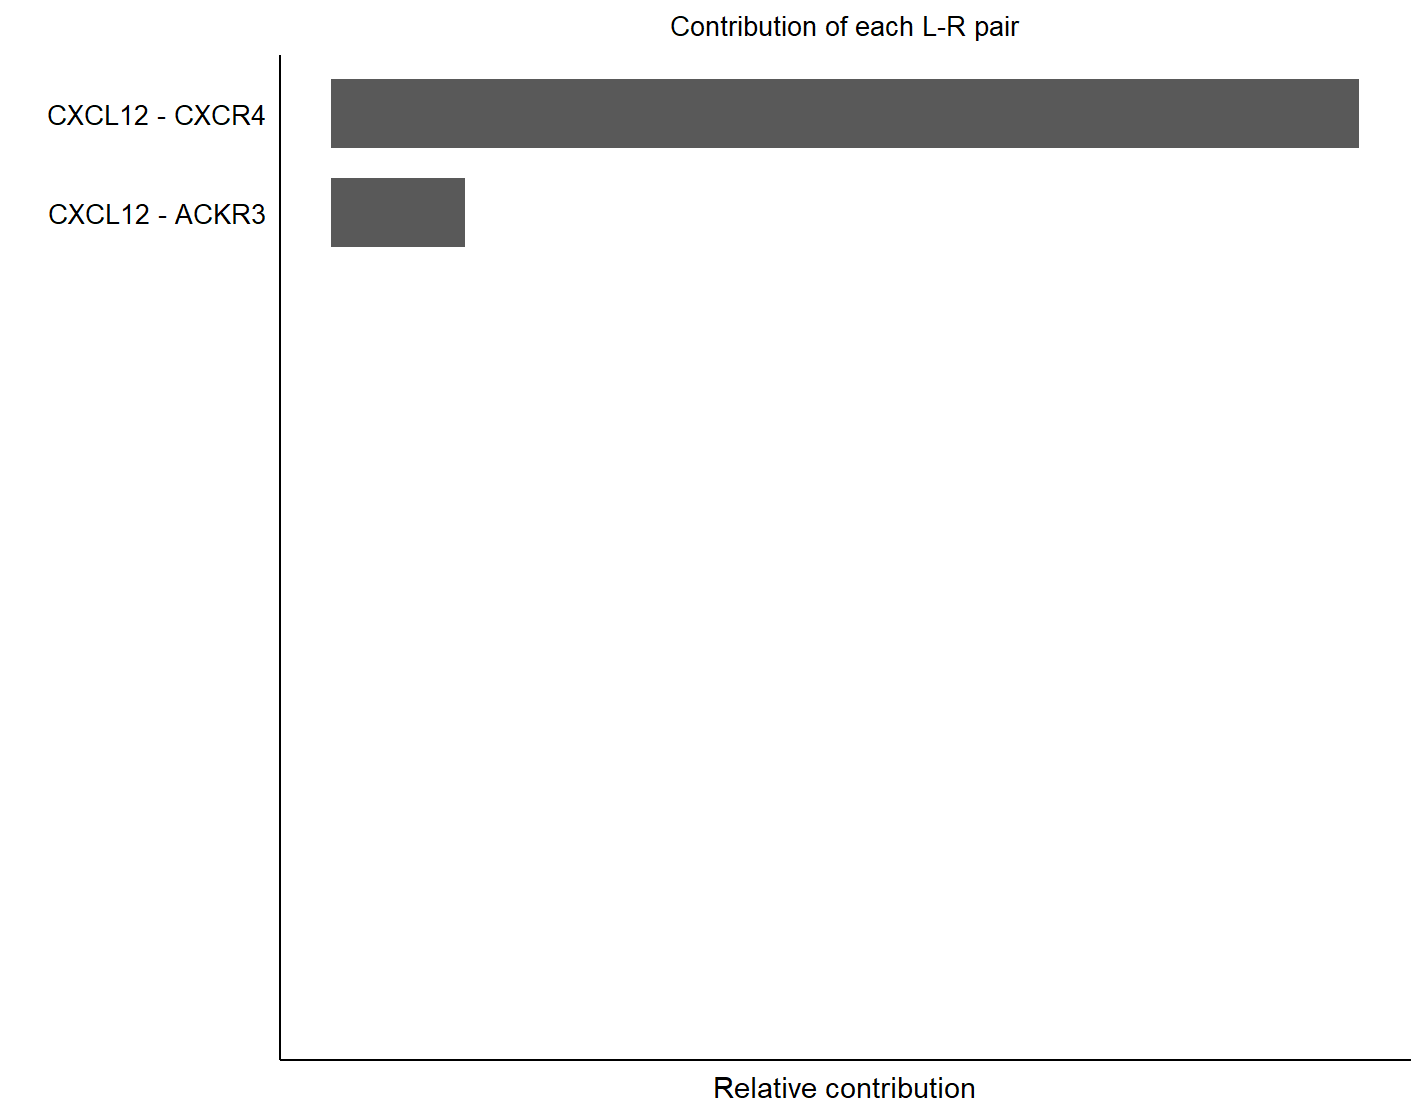 Contribution of each L-R pair
CXCL12 - CXCR4
CXCL12 - ACKR3
Relative contribution